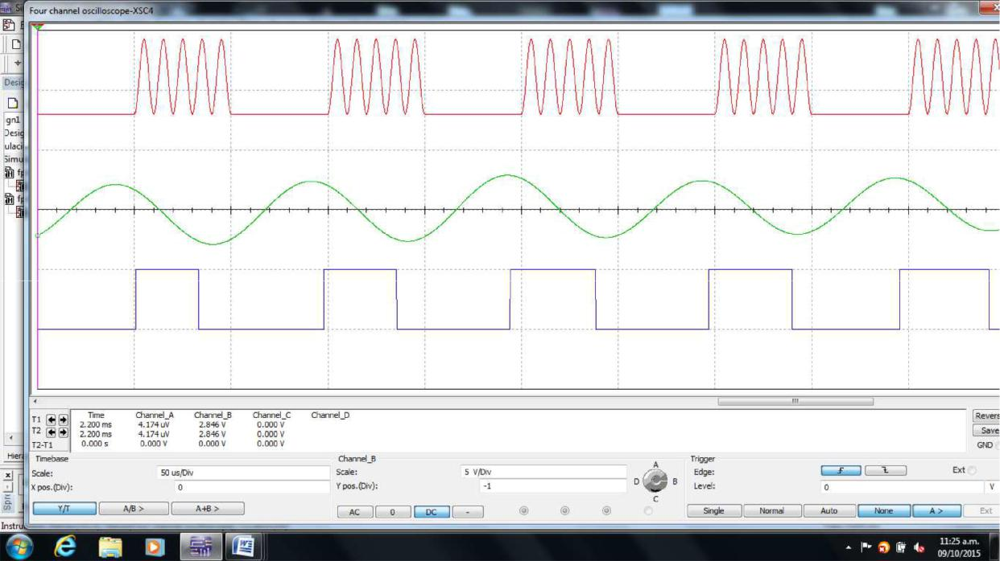 Four channel oscilloscope-XSC4
Desig
gn1
Desig
ulaci
Simu
fp
fp
Hiera
Time Channel_A Channel_B Channel_C Channel_D
T1 2.200 ms 4.174 uV 2.846 V 0.000 V
T2 2.200 ms 4.174 uV 2.846 V 0.000 V
T2-T1 0.000 s 0.000 V 0.000 V 0.000 V
Revers
Save
GND
Timebase
Scale: 50 us/Div
X pos.(Div): 0
Y/T A/B > A+B >
Channel_B
Scale: 5 V/Div
Y pos.(Div): -1
AC 0 DC -
A
D B
C
Trigger
Edge: Ext
Level: 0 V
Single Normal Auto None A > Ext
Spre
Instru
11:25 a.m.
09/10/2015